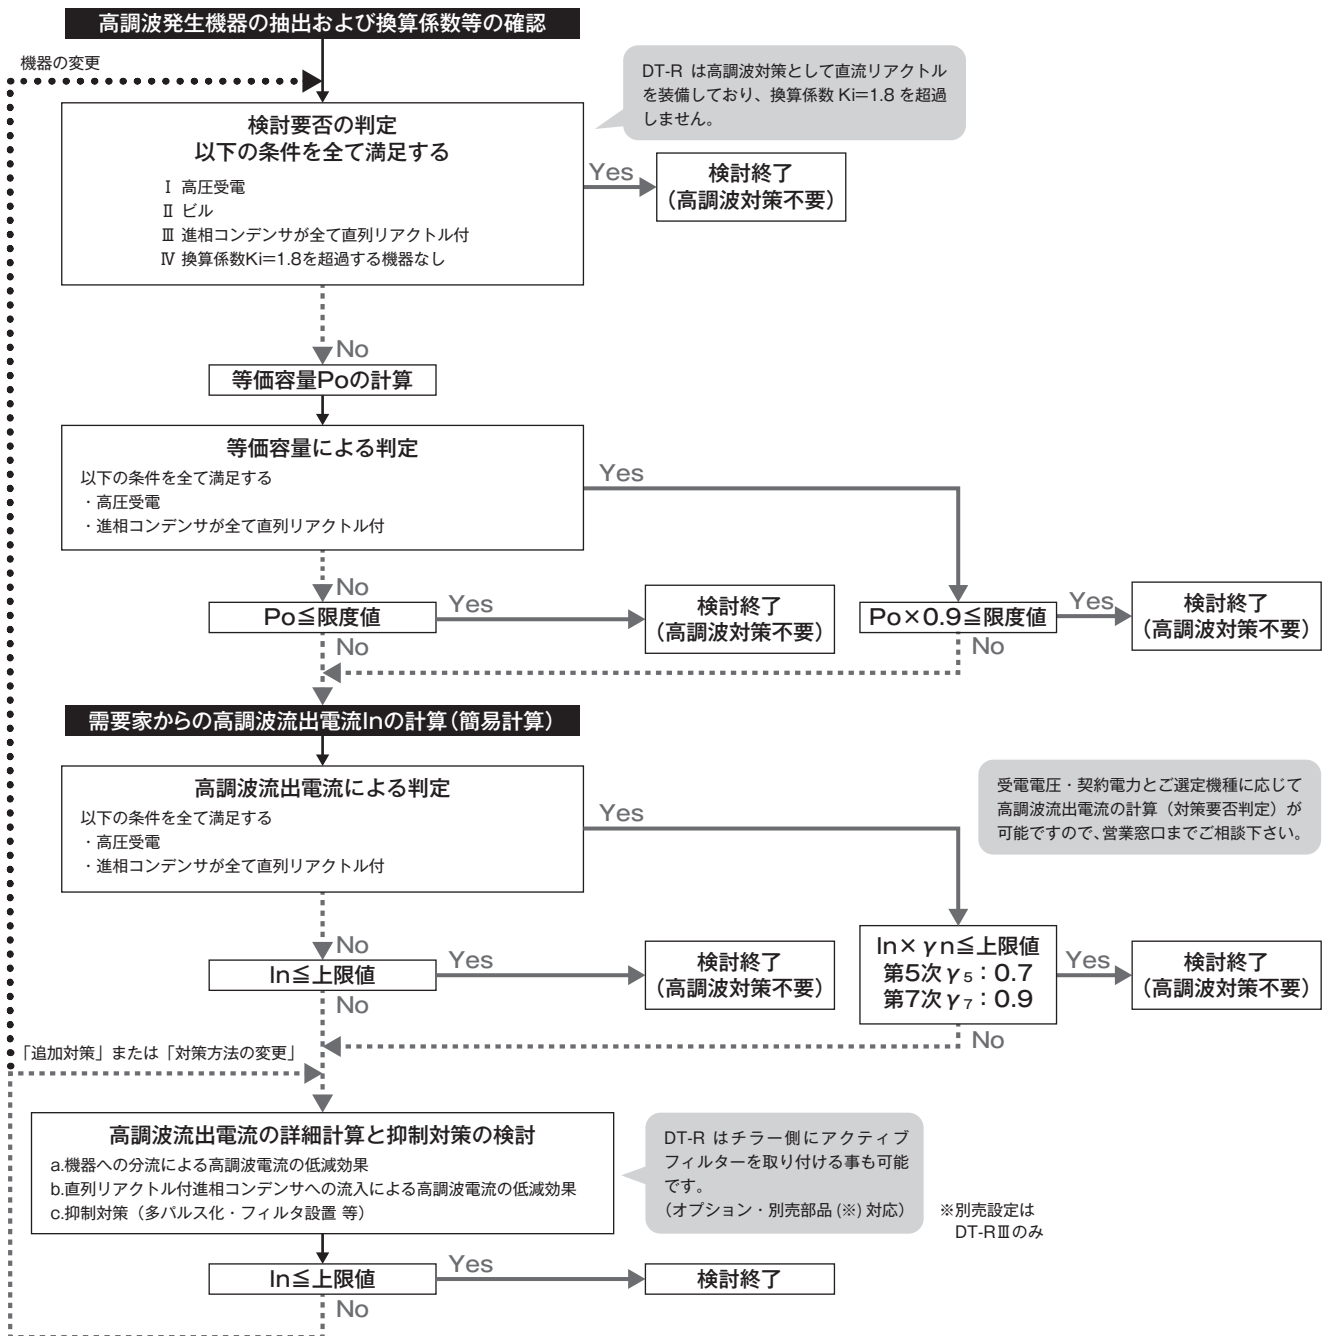 高調波発生機器の抽出および換算係数等の確認
機器の変更
DT-R は高調波対策として直流リアクトル
を装備しており、換算係数 Ki=1.8 を超過
しません。
検討要否の判定
以下の条件を全て満足する
Ⅰ 高圧受電
Ⅱ ビル
Ⅲ 進相コンデンサが全て直列リアクトル付
Ⅳ 換算係数Ki=1.8を超過する機器なし
Yes
検討終了
(高調波対策不要)
No
等価容量Poの計算
等価容量による判定
以下の条件を全て満足する
・高圧受電
・進相コンデンサが全て直列リアクトル付
Yes
No
Po≦限度値
Yes
検討終了
(高調波対策不要)
Po×0.9≦限度値
Yes
検討終了
(高調波対策不要)
No
No
需要家からの高調波流出電流Inの計算(簡易計算)
高調波流出電流による判定
以下の条件を全て満足する
・高圧受電
・進相コンデンサが全て直列リアクトル付
Yes
受電電圧・契約電力とご選定機種に応じて
高調波流出電流の計算(対策要否判定)が
可能ですので、営業窓口までご相談下さい。
No
In≦上限値
Yes
検討終了
(高調波対策不要)
In×γn≦上限値
第5次γ₅:0.7
第7次γ₇:0.9
Yes
検討終了
(高調波対策不要)
No
No
「追加対策」または「対策方法の変更」
高調波流出電流の詳細計算と抑制対策の検討
a.機器への分流による高調波電流の低減効果
b.直列リアクトル付進相コンデンサへの流入による高調波電流の低減効果
c.抑制対策(多パルス化・フィルタ設置 等)
DT-R はチラー側にアクティブ
フィルターを取り付ける事も可能
です。
(オプション・別売部品(※)対応)
※別売設定は
DT-RⅢのみ
In≦上限値
Yes
検討終了
No